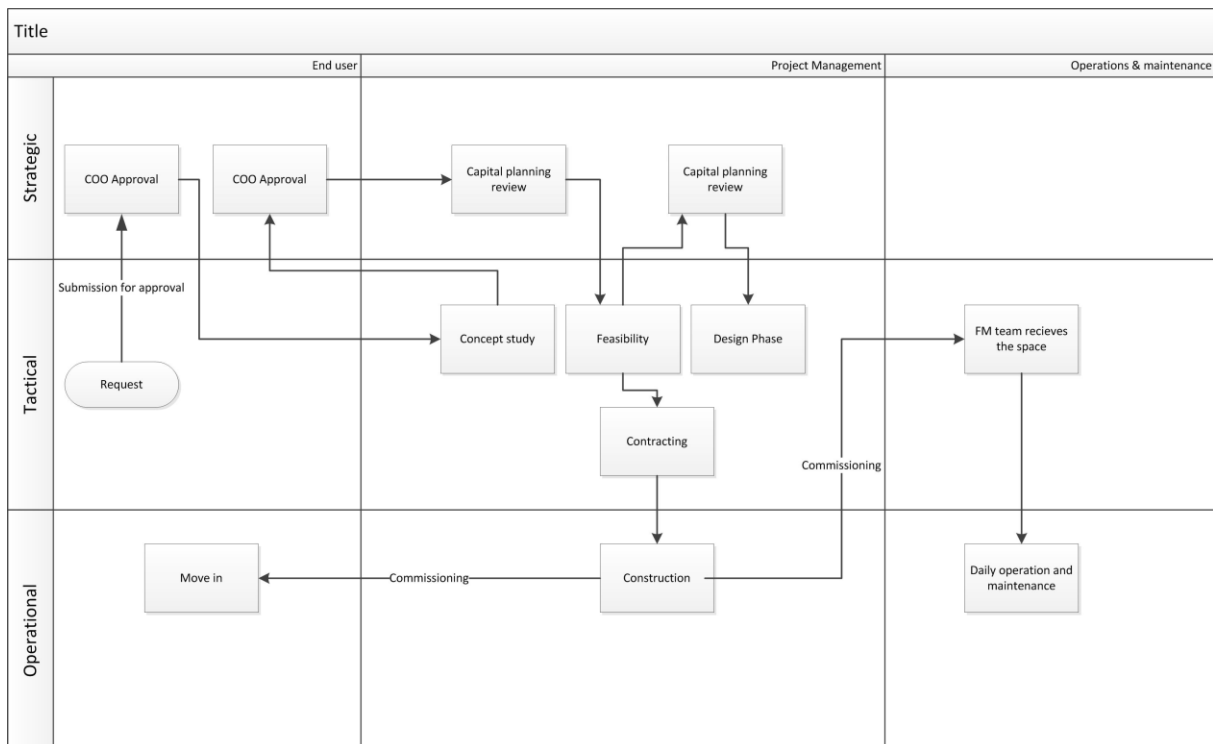 Title
End user
Project Management
Operations & maintenance
Strategic
COO Approval
COO Approval
Capital planning
review
Capital planning
review
Submission for approval
Tactical
Request
Concept study
Feasibility
Design Phase
FM team recieves
the space
Contracting
Commissioning
Operational
Move in
Commissioning
Construction
Daily operation and
maintenance